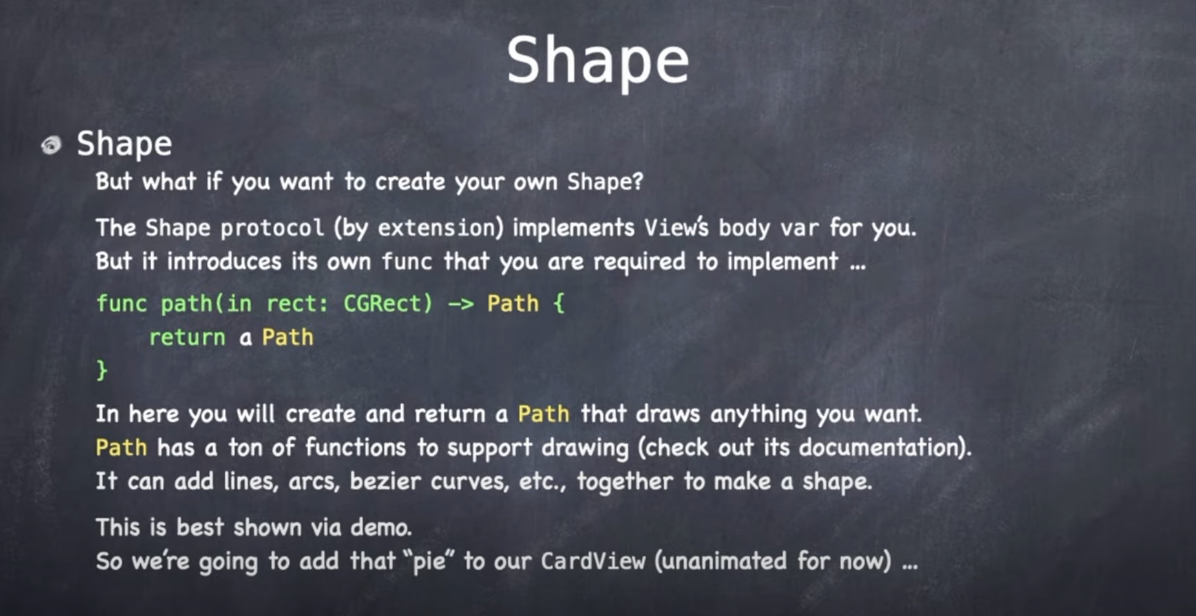 Shape
Shape
But what if you want to create your own Shape?
The Shape protocol (by extension) implements View's body var for you.
But it introduces its own func that you are required to implement ...
func path(in rect: CGRect) -> Path {
return a Path
}
In here you will create and return a Path that draws anything you want.
Path has a ton of functions to support drawing (check out its documentation).
It can add lines, arcs, bezier curves, etc., together to make a shape.
This is best shown via demo.
So we're going to add that “pie” to our CardView (unanimated for now) ...